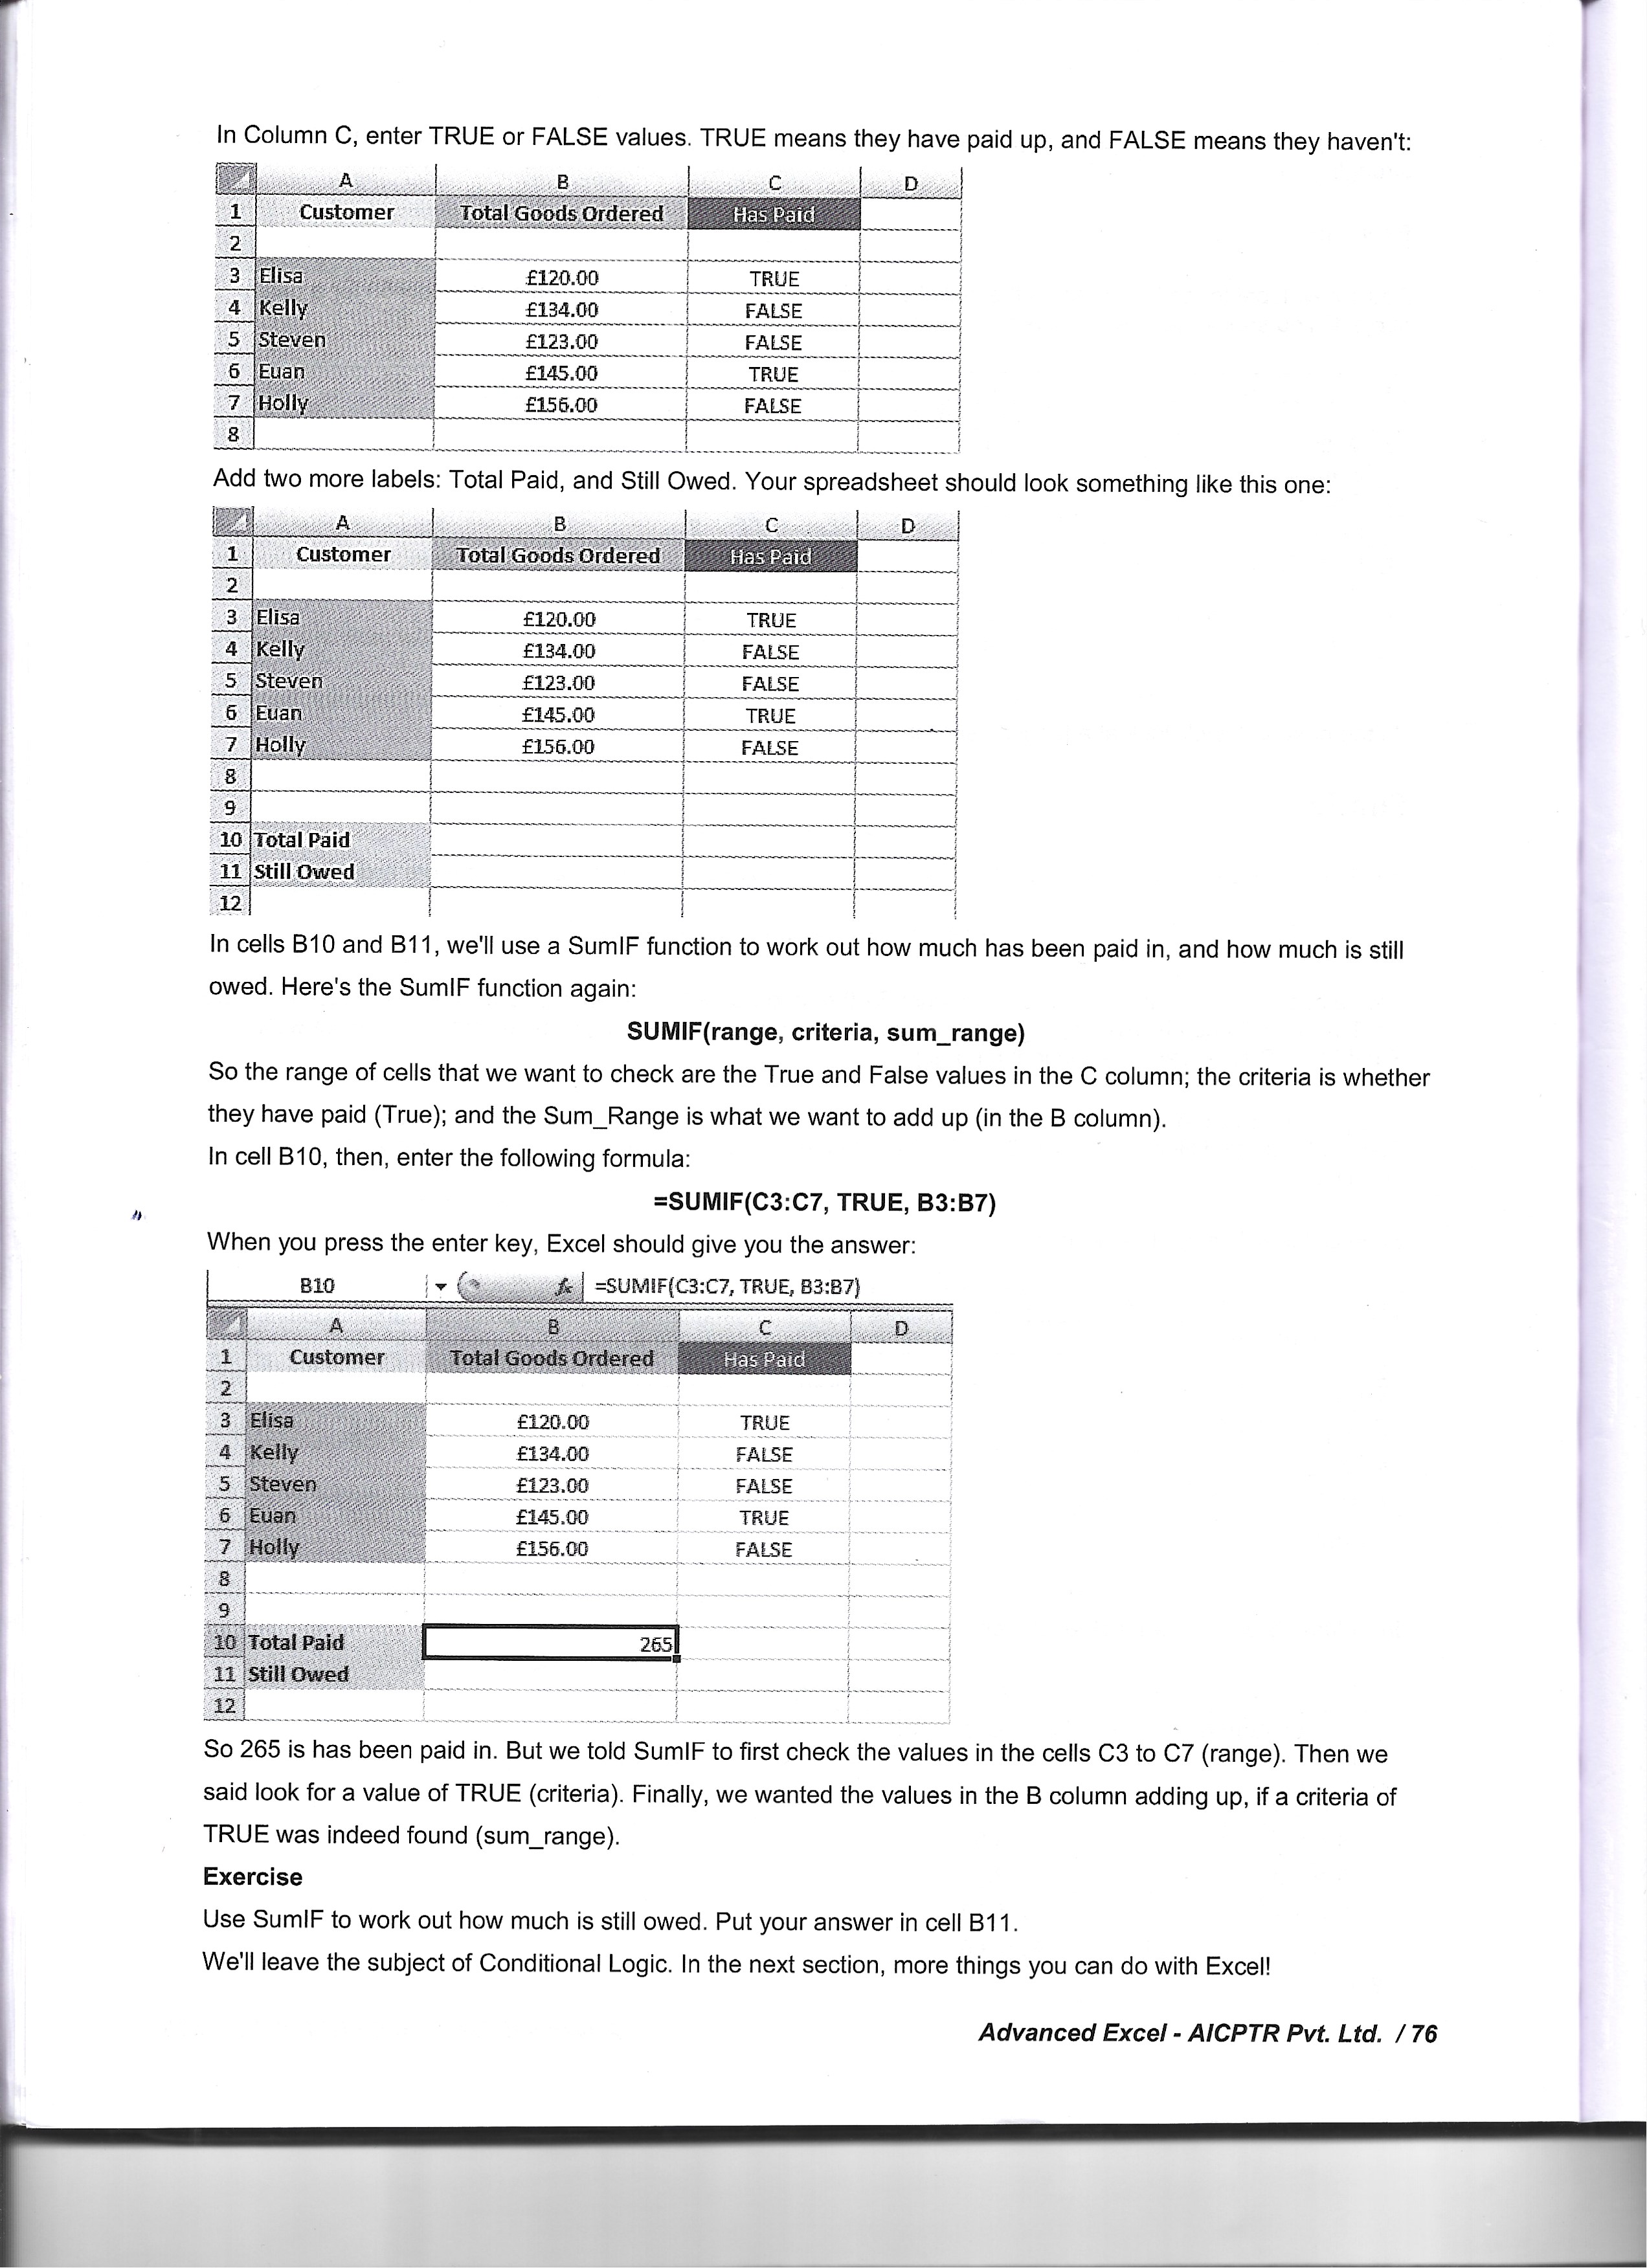 In Column C, enter TRUE or FALSE values. TRUE means they have paid up, and FALSE means they haven't:
A B C D
1 Customer Total Goods Ordered Has Paid
2
3 Elisa £120.00 TRUE
4 Kelly £134.00 FALSE
5 Steven £123.00 FALSE
6 Euan £145.00 TRUE
7 Holly £156.00 FALSE
8
Add two more labels: Total Paid, and Still Owed. Your spreadsheet should look something like this one:
A B C D
1 Customer Total Goods Ordered Has Paid
2
3 Elisa £120.00 TRUE
4 Kelly £134.00 FALSE
5 Steven £123.00 FALSE
6 Euan £145.00 TRUE
7 Holly £156.00 FALSE
8
9
10 Total Paid
11 Still Owed
12
In cells B10 and B11, we'll use a SumIF function to work out how much has been paid in, and how much is still
owed. Here's the SumIF function again:
SUMIF(range, criteria, sum_range)
So the range of cells that we want to check are the True and False values in the C column; the criteria is whether
they have paid (True); and the Sum_Range is what we want to add up (in the B column).
In cell B10, then, enter the following formula:
=SUMIF(C3:C7, TRUE, B3:B7)
When you press the enter key, Excel should give you the answer:
B10 fx =SUMIF(C3:C7, TRUE, B3:B7)
A B C D
1 Customer Total Goods Ordered Has Paid
2
3 Elisa £120.00 TRUE
4 Kelly £134.00 FALSE
5 Steven £123.00 FALSE
6 Euan £145.00 TRUE
7 Holly £156.00 FALSE
8
9
10 Total Paid 265
11 Still Owed
12
So 265 is has been paid in. But we told SumIF to first check the values in the cells C3 to C7 (range). Then we
said look for a value of TRUE (criteria). Finally, we wanted the values in the B column adding up, if a criteria of
TRUE was indeed found (sum_range).
Exercise
Use SumIF to work out how much is still owed. Put your answer in cell B11.
We'll leave the subject of Conditional Logic. In the next section, more things you can do with Excel!
Advanced Excel - AICPTR Pvt. Ltd. / 76